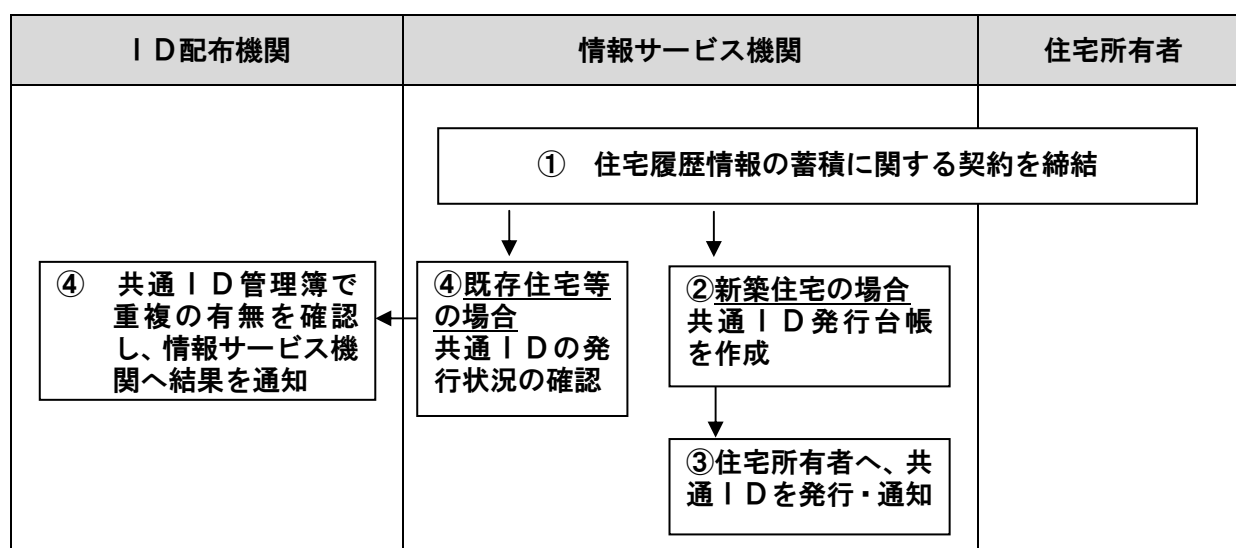 ＩＤ配布機関
情報サービス機関
住宅所有者
①　住宅履歴情報の蓄積に関する契約を締結
④　共通ＩＤ管理簿で
重複の有無を確認
し、情報サービス機
関へ結果を通知
④既存住宅等
の場合
共通ＩＤの発
行状況の確認
②新築住宅の場合
共通ＩＤ発行台帳
を作成
③住宅所有者へ、共
通ＩＤを発行・通知